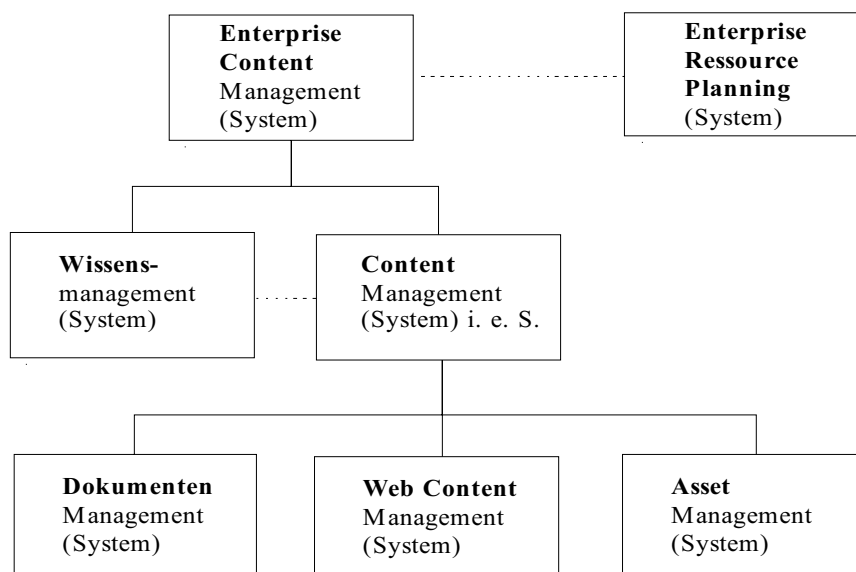 Enterprise
Content
Management
(System)
Enterprise
Ressource
Planning
(System)
Wissens-
management
(System)
Content
Management
(System) i. e. S.
Dokumenten
Management
(System)
Web Content
Management
(System)
Asset
Management
(System)